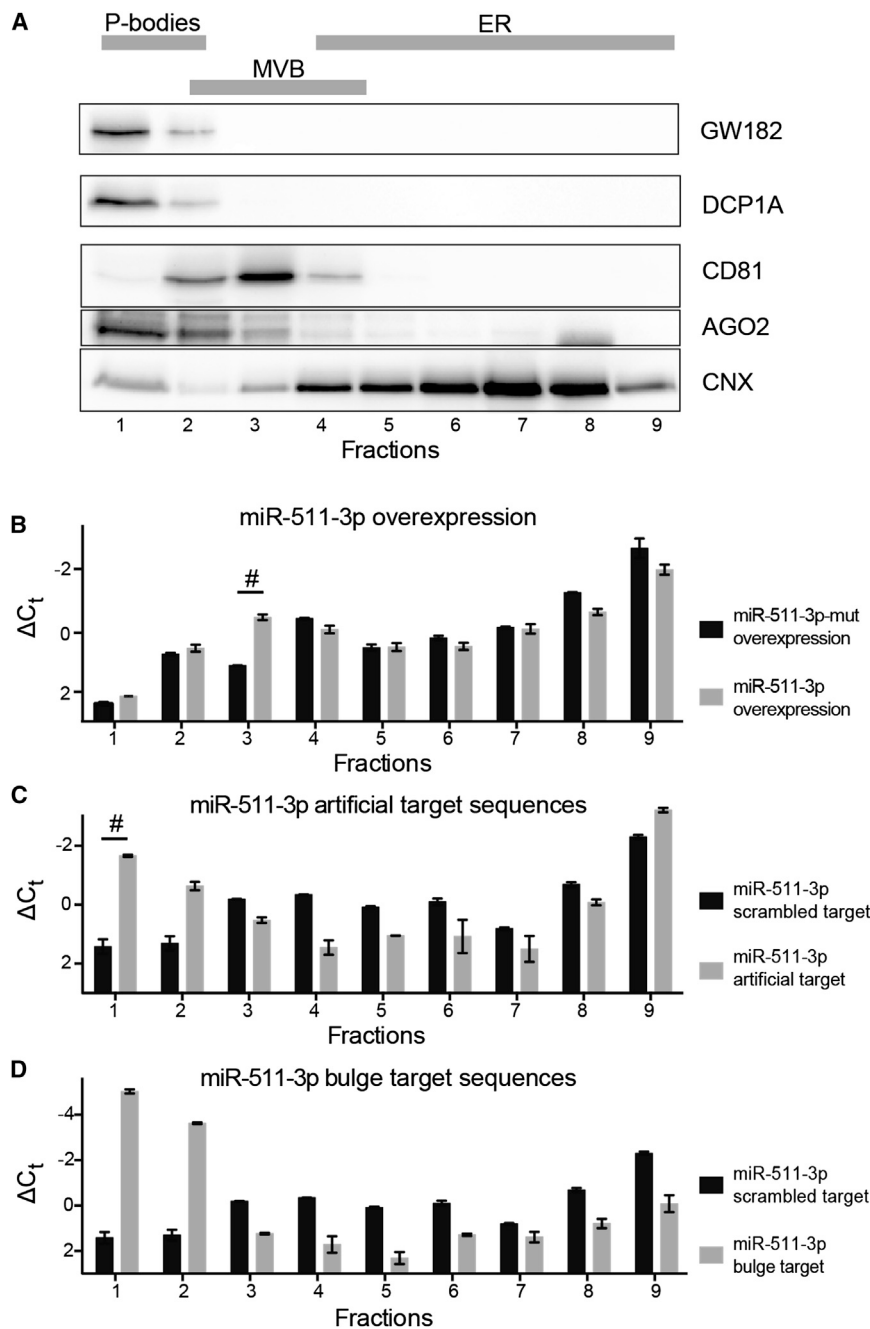 A
P-bodies
ER
MVB
GW182
DCP1A
CD81
AGO2
CNX
1 2 3 4 5 6 7 8 9
Fractions
B
miR-511-3p overexpression
-2
0
2
ΔCt
#
miR-511-3p-mut
overexpression
miR-511-3p
overexpression
1 2 3 4 5 6 7 8 9
Fractions
C
miR-511-3p artificial target sequences
-2
0
2
ΔCt
#
miR-511-3p
scrambled target
miR-511-3p
artificial target
1 2 3 4 5 6 7 8 9
Fractions
D
miR-511-3p bulge target sequences
-4
-2
0
2
ΔCt
miR-511-3p
scrambled target
miR-511-3p
bulge target
1 2 3 4 5 6 7 8 9
Fractions